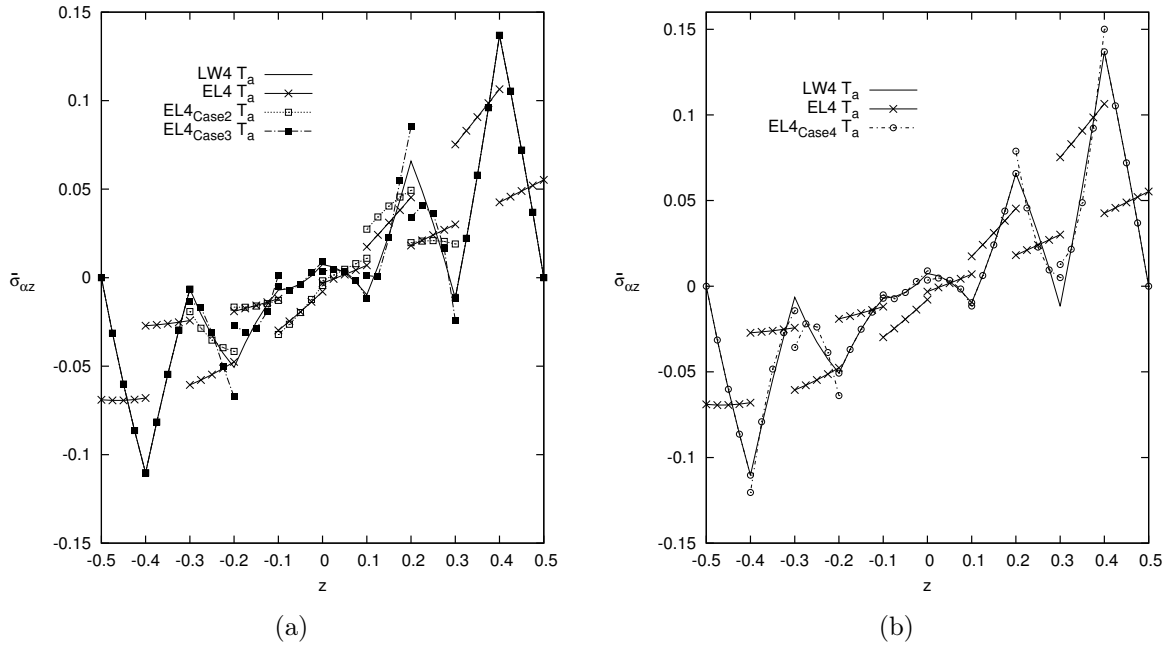 0.15
0.1
0.05
0
-0.05
-0.1
-0.15
σ̄αz
LW4 Ta
EL4 Ta
EL4Case2 Ta
EL4Case3 Ta
-0.5 -0.4 -0.3 -0.2 -0.1 0 0.1 0.2 0.3 0.4 0.5
z
(a)
0.15
0.1
0.05
0
-0.05
-0.1
-0.15
σ̄αz
LW4 Ta
EL4 Ta
EL4Case4 Ta
-0.5 -0.4 -0.3 -0.2 -0.1 0 0.1 0.2 0.3 0.4 0.5
z
(b)